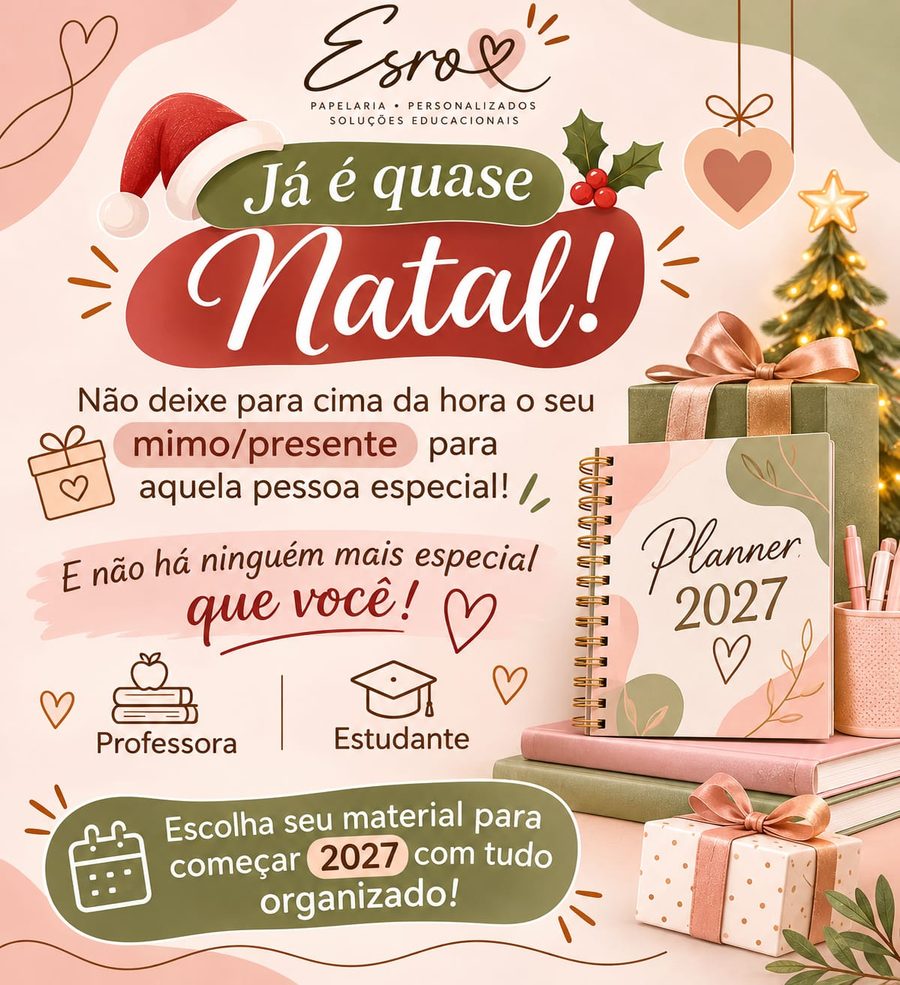 Esro
PAPELARIA • PERSONALIZADOS
SOLUÇÕES EDUCACIONAIS
Já é quase
Natal!
Não deixe para cima da hora o seu
mimo/presente para
aquela pessoa especial!
E não há ninguém mais especial
que você!
Planner
2027
Professora
Estudante
Escolha seu material para
começar 2027 com tudo
organizado!